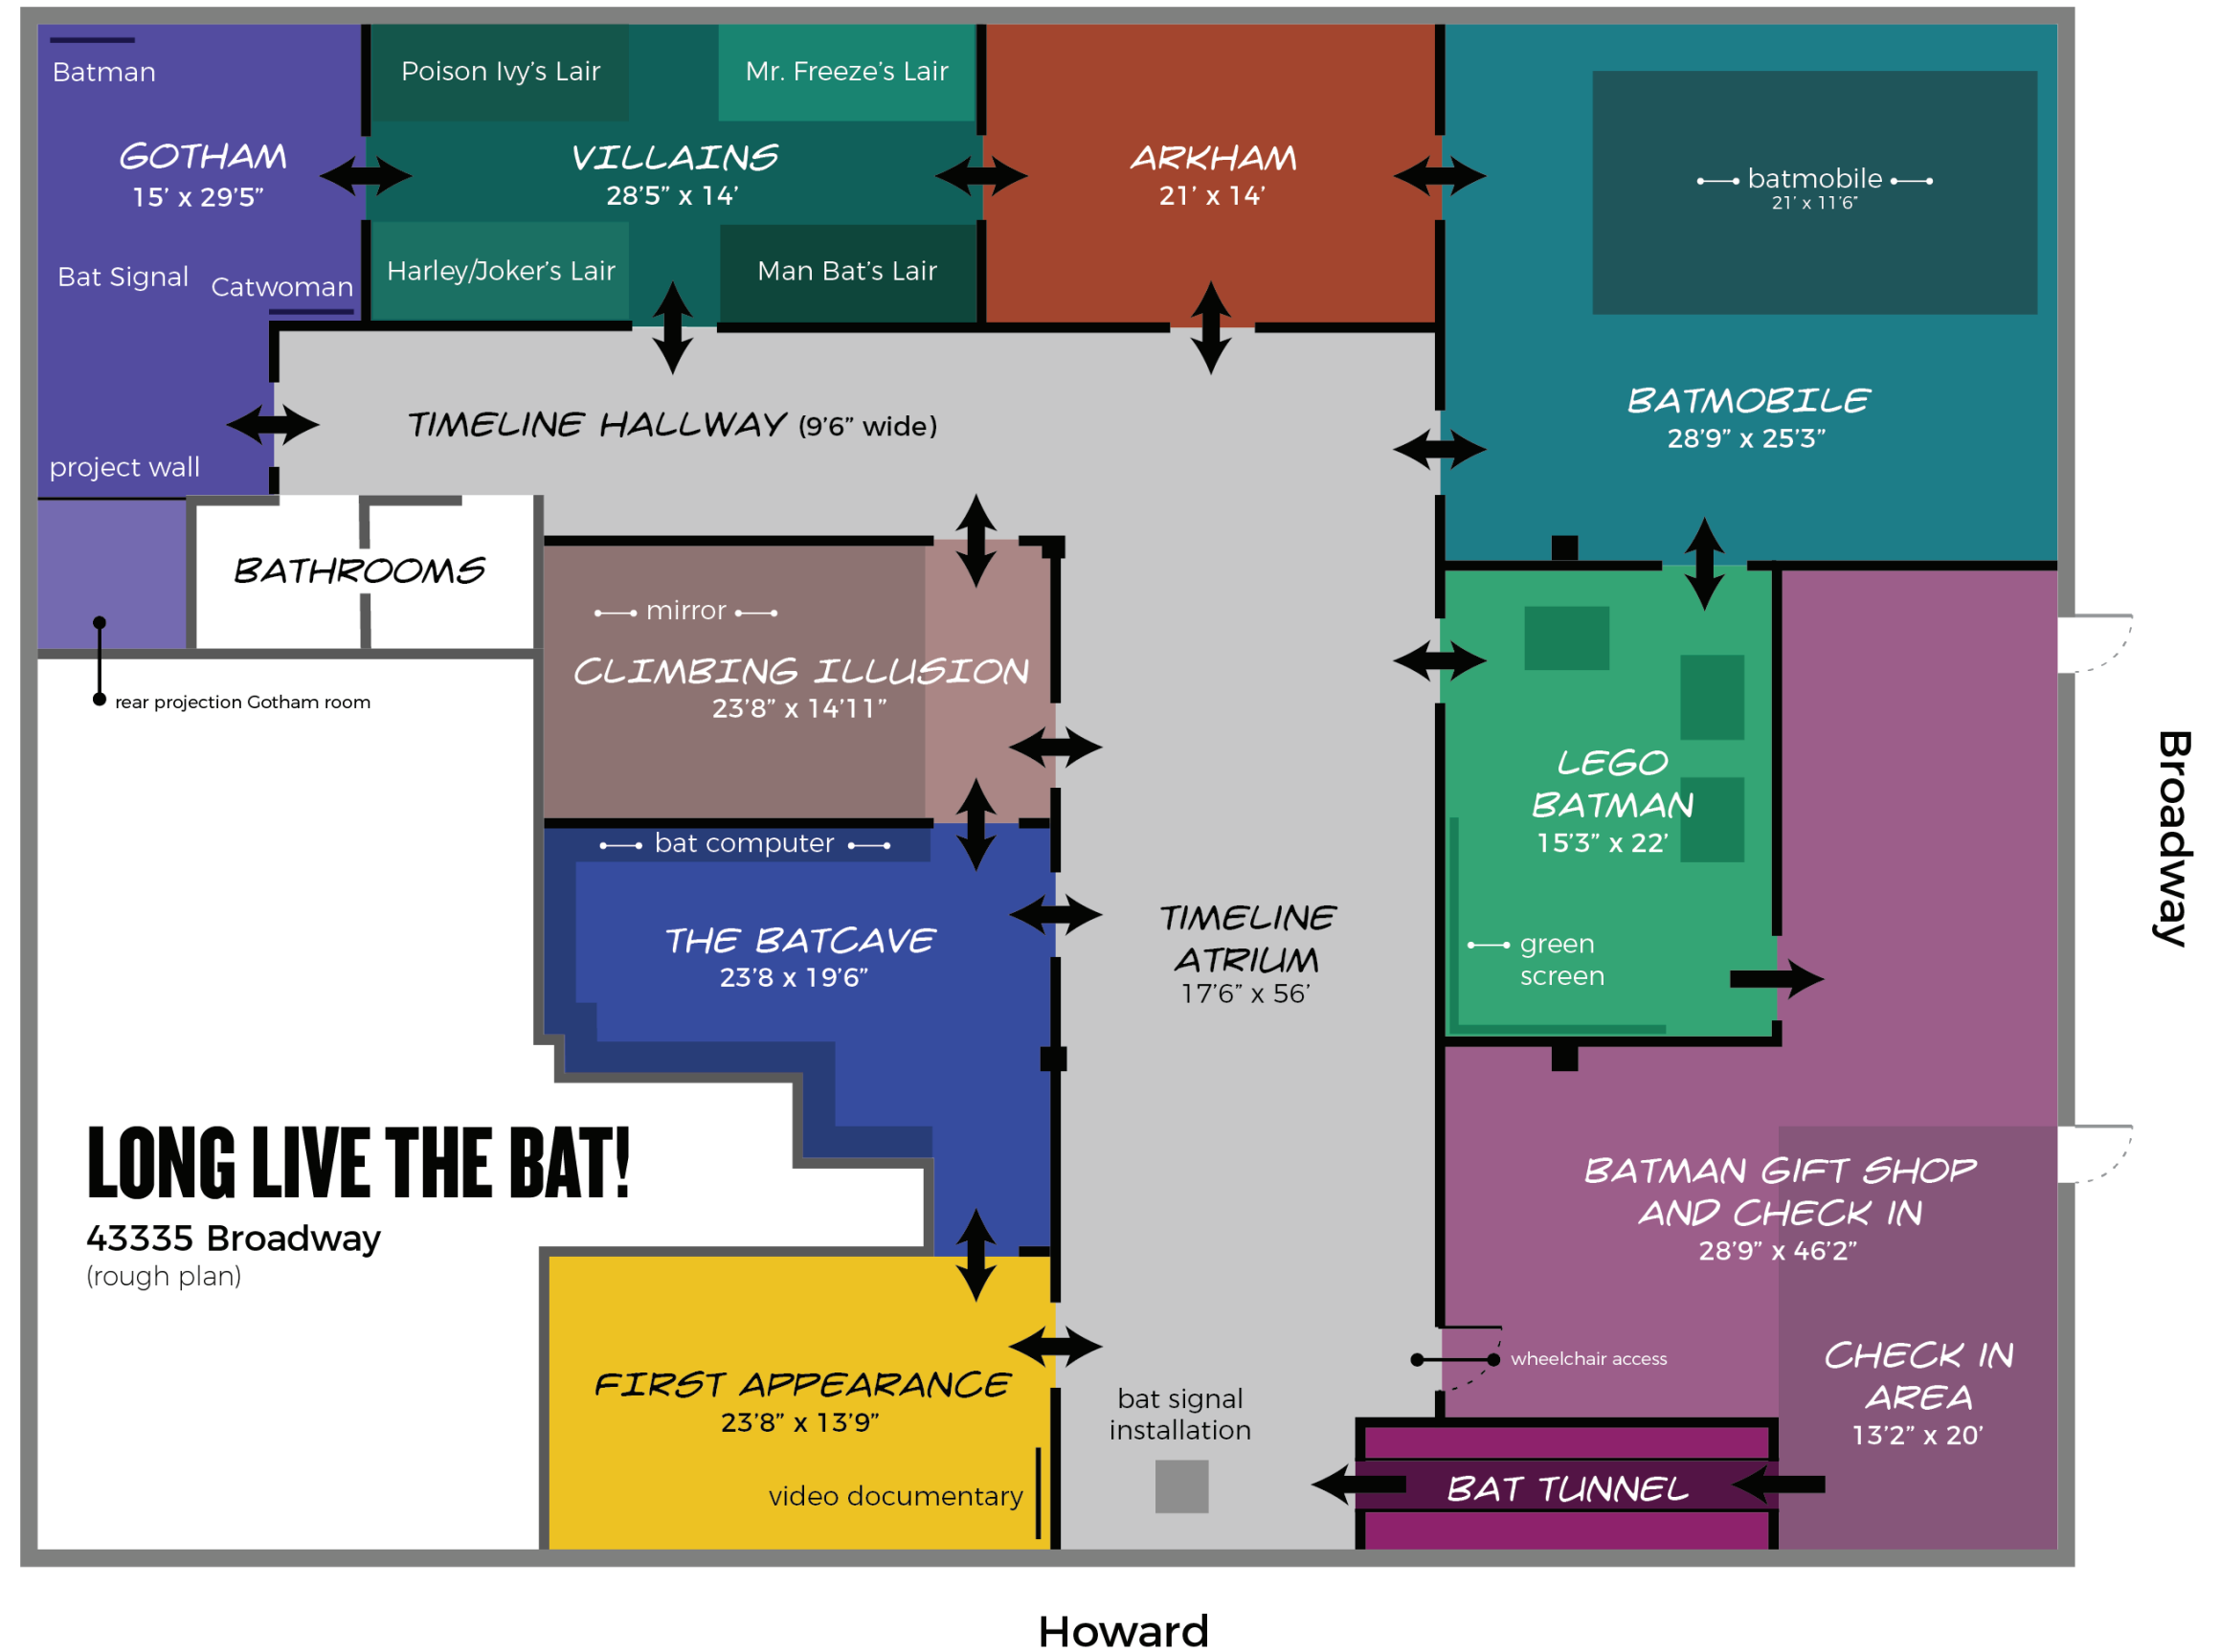 Batman
GOTHAM
15’ x 29’5”
Bat Signal
Catwoman
project wall
Poison Ivy’s Lair
Mr. Freeze’s Lair
VILLAINS
28’5” x 14’
Harley/Joker’s Lair
Man Bat’s Lair
ARKHAM
21’ x 14’
batmobile
21’ x 11’6”
BATMOBILE
28’9” x 25’3”
TIMELINE HALLWAY (9’6” wide)
BATHROOMS
rear projection Gotham room
mirror
CLIMBING ILLUSION
23’8” x 14’11”
bat computer
THE BATCAVE
23’8 x 19’6”
TIMELINE
ATRIUM
17’6” x 56’
LEGO
BATMAN
15’3” x 22’
green
screen
Broadway
LONG LIVE THE BAT!
43335 Broadway
(rough plan)
BATMAN GIFT SHOP
AND CHECK IN
28’9” x 46’2”
wheelchair access
CHECK IN
AREA
13’2” x 20’
FIRST APPEARANCE
23’8” x 13’9”
video documentary
bat signal
installation
BAT TUNNEL
Howard